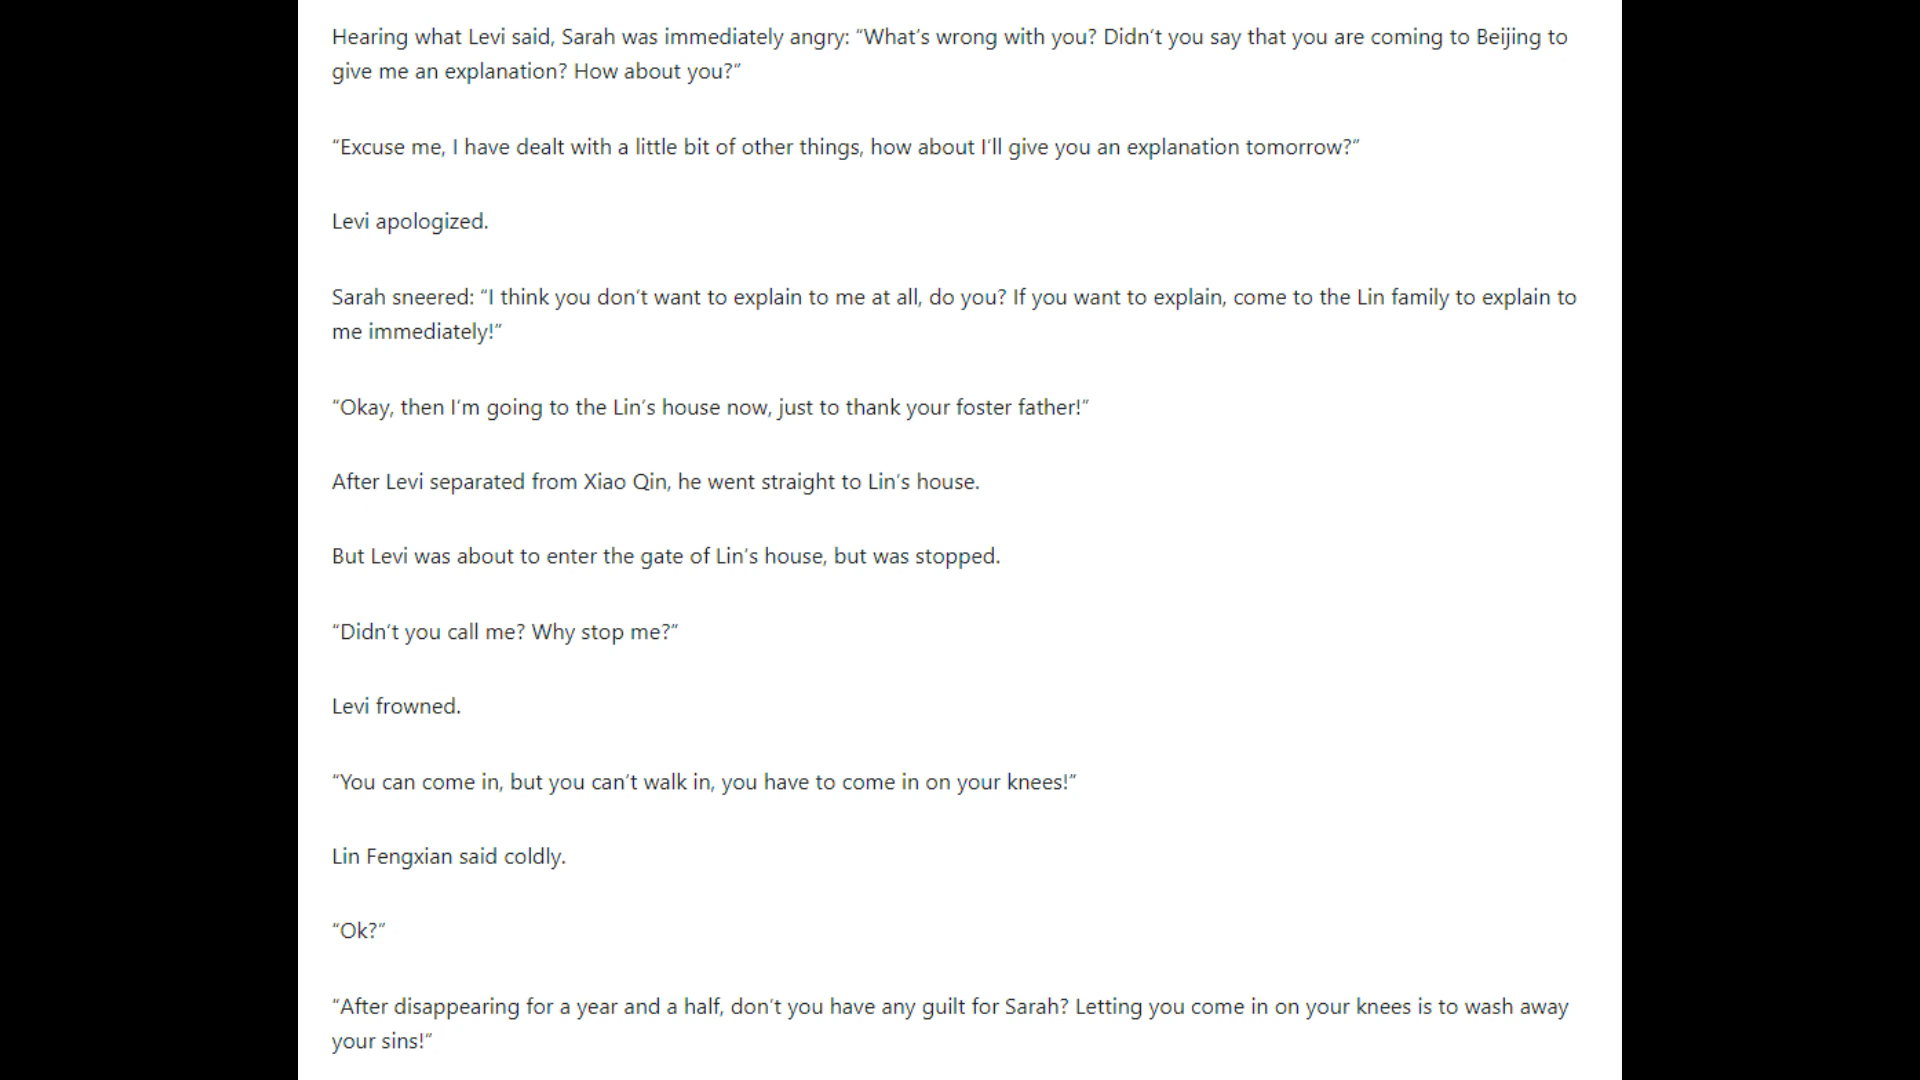 Hearing what Levi said, Sarah was immediately angry: “What’s wrong with you? Didn’t you say that you are coming to Beijing to
give me an explanation? How about you?”
“Excuse me, I have dealt with a little bit of other things, how about I’ll give you an explanation tomorrow?”
Levi apologized.
Sarah sneered: “I think you don’t want to explain to me at all, do you? If you want to explain, come to the Lin family to explain to
me immediately!”
“Okay, then I’m going to the Lin’s house now, just to thank your foster father!”
After Levi separated from Xiao Qin, he went straight to Lin’s house.
But Levi was about to enter the gate of Lin’s house, but was stopped.
“Didn’t you call me? Why stop me?”
Levi frowned.
“You can come in, but you can’t walk in, you have to come in on your knees!”
Lin Fengxian said coldly.
“Ok?”
“After disappearing for a year and a half, don’t you have any guilt for Sarah? Letting you come in on your knees is to wash away
your sins!”